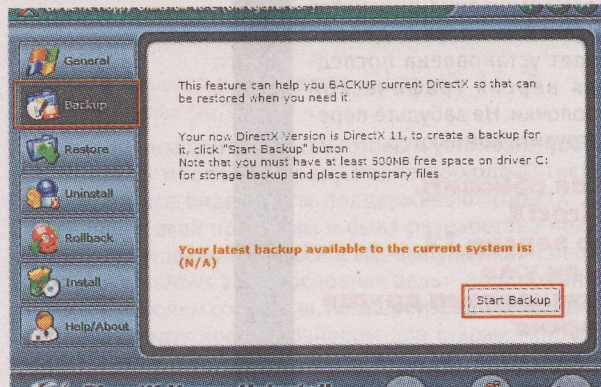 General
Backup
Restore
Uninstall
Rollback
Install
Help/About
This feature can help you BACKUP current DirectX so that can
be restored when you need it
Your now DirectX Version is DirectX 11, to create a backup for
it, click "Start Backup" button
Note that you must have at least 500MB free space on driver C:
for storage backup and place temporary files
Your latest backup available to the current system is:
(N/A)
Start Backup